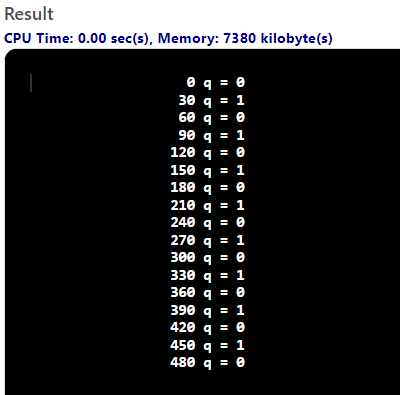 Result
CPU Time: 0.00 sec(s), Memory: 7380 kilobyte(s)
0 q = 0
30 q = 1
60 q = 0
90 q = 1
120 q = 0
150 q = 1
180 q = 0
210 q = 1
240 q = 0
270 q = 1
300 q = 0
330 q = 1
360 q = 0
390 q = 1
420 q = 0
450 q = 1
480 q = 0